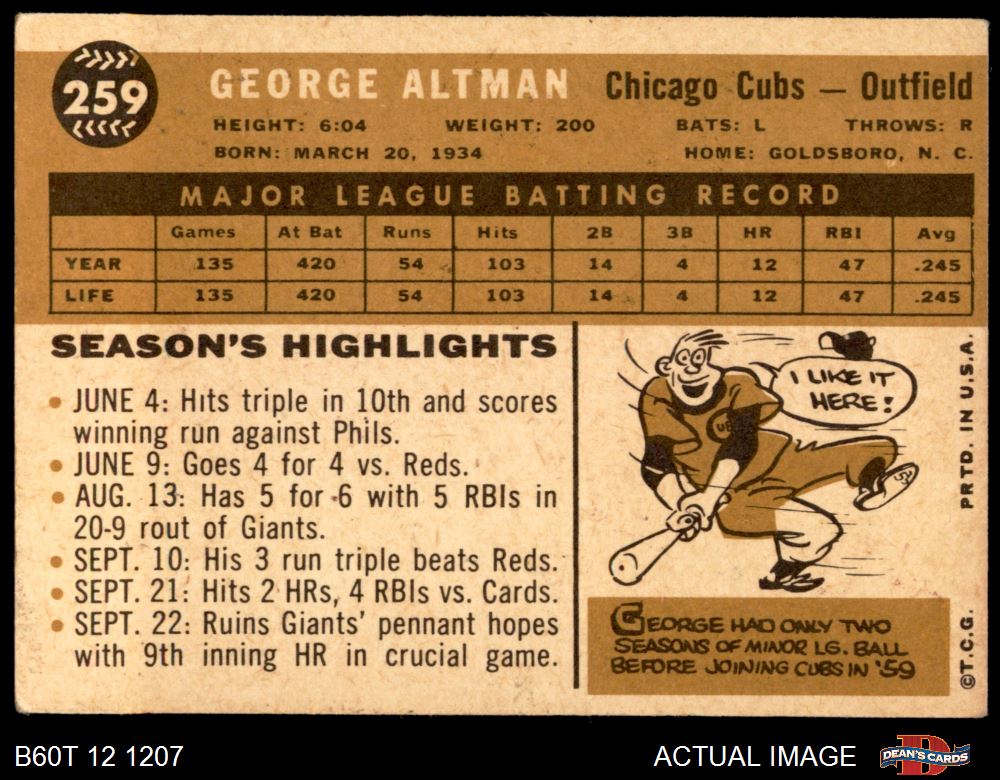 259
GEORGE ALTMAN Chicago Cubs — Outfield
HEIGHT: 6:04 WEIGHT: 200 BATS: L THROWS: R
BORN: MARCH 20, 1934 HOME: GOLDSBORO, N. C.
MAJOR LEAGUE BATTING RECORD
Games At Bat Runs Hits 2B 3B HR RBI Avg
YEAR 135 420 54 103 14 4 12 47 .245
LIFE 135 420 54 103 14 4 12 47 .245
SEASON'S HIGHLIGHTS
• JUNE 4: Hits triple in 10th and scores
winning run against Phils.
• JUNE 9: Goes 4 for 4 vs. Reds.
• AUG. 13: Has 5 for 6 with 5 RBIs in
20-9 rout of Giants.
• SEPT. 10: His 3 run triple beats Reds.
• SEPT. 21: Hits 2 HRs, 4 RBIs vs. Cards.
• SEPT. 22: Ruins Giants' pennant hopes
with 9th inning HR in crucial game.
I LIKE IT
HERE!
GEORGE HAD ONLY TWO
SEASONS OF MINOR LG. BALL
BEFORE JOINING CUBS IN '59
PRTD. IN U.S.A.
©T.C.G.
B60T 12 1207
ACTUAL IMAGE
DEAN'S CARDS